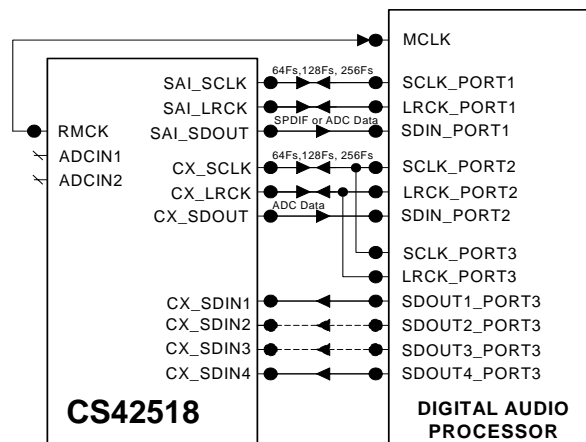 MCLK
64Fs,128Fs, 256Fs
SAI_SCLK
SCLK_PORT1
SAI_LRCK
LRCK_PORT1
SPDIF or ADC Data
RMCK
SAI_SDOUT
SDIN_PORT1
ADCIN1
64Fs,128Fs, 256Fs
CX_SCLK
SCLK_PORT2
ADCIN2
CX_LRCK
LRCK_PORT2
ADC Data
CX_SDOUT
SDIN_PORT2
SCLK_PORT3
LRCK_PORT3
CX_SDIN1
SDOUT1_PORT3
CX_SDIN2
SDOUT2_PORT3
CX_SDIN3
SDOUT3_PORT3
CX_SDIN4
SDOUT4_PORT3
CS42518
DIGITAL AUDIO
PROCESSOR